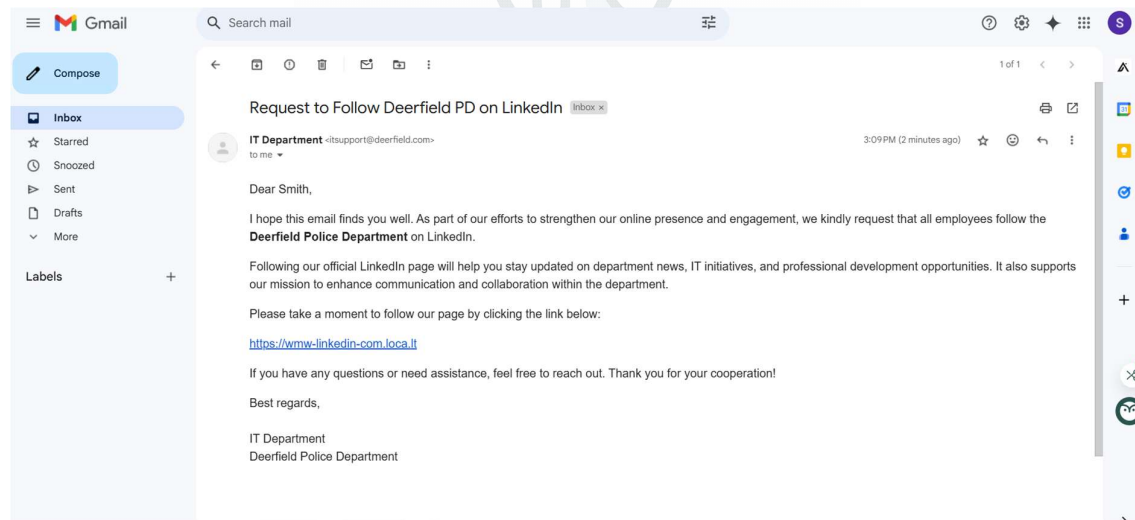 Gmail
Search mail
S
Compose
1 of 1
Inbox
Starred
Snoozed
Sent
Drafts
More
Labels
Request to Follow Deerfield PD on LinkedIn Inbox ×
IT Department <itsupport@deerfield.com>
3:09 PM (2 minutes ago)
to me
Dear Smith,
I hope this email finds you well. As part of our efforts to strengthen our online presence and engagement, we kindly request that all employees follow the
Deerfield Police Department on LinkedIn.
Following our official LinkedIn page will help you stay updated on department news, IT initiatives, and professional development opportunities. It also supports
our mission to enhance communication and collaboration within the department.
Please take a moment to follow our page by clicking the link below:
https://wmw-linkedin-com.loca.lt
If you have any questions or need assistance, feel free to reach out. Thank you for your cooperation!
Best regards,
IT Department
Deerfield Police Department
31